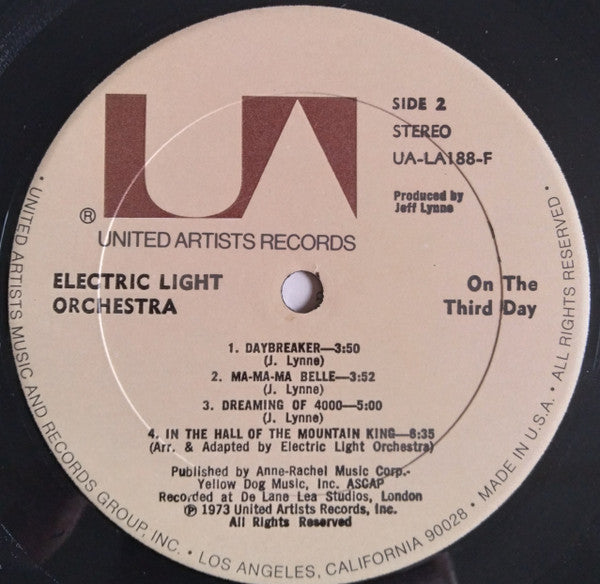 UA
®
UNITED ARTISTS RECORDS
SIDE 2
STEREO
UA-LA188-F
Produced by
Jeff Lynne
ELECTRIC LIGHT
ORCHESTRA
On The
Third Day
1. DAYBREAKER—3:50
(J. Lynne)
2. MA-MA-MA BELLE—3:52
(J. Lynne)
3. DREAMING OF 4000—5:00
(J. Lynne)
4. IN THE HALL OF THE MOUNTAIN KING—6:35
(Arr. & Adapted by Electric Light Orchestra)
Published by Anne-Rachel Music Corp.-
Yellow Dog Music, Inc. ASCAP
Recorded at De Lane Lea Studios, London
℗ 1973 United Artists Records, Inc.
All Rights Reserved
• UNITED ARTISTS MUSIC AND RECORDS GROUP, INC. • LOS ANGELES, CALIFORNIA 90028 • MADE IN U.S.A. • ALL RIGHTS RESERVED •